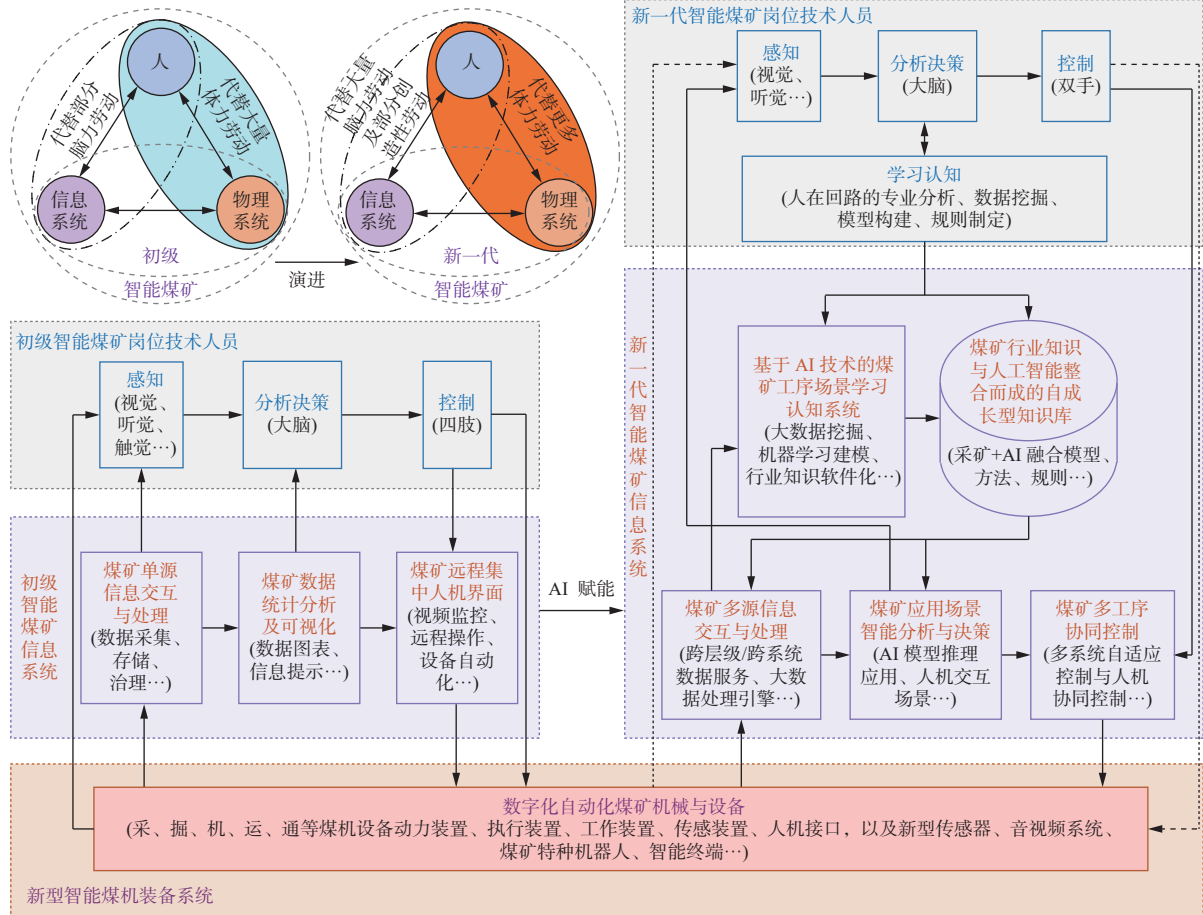 人
代替部分
脑力劳动
代替大量
体力劳动
信息
系统
物理
系统
初级
智能煤矿
演进
人
代替大量
脑力劳动
及部分创
造性劳动
代替更多
体力劳动
信息
系统
物理
系统
新一代
智能煤矿
新一代智能煤矿岗位技术人员
感知
(视觉、
听觉…)
分析决策
(大脑)
控制
(双手)
学习认知
(人在回路的专业分析、数据挖掘、
模型构建、规则制定)
初级智能煤矿岗位技术人员
感知
(视觉、
听觉、
触觉…)
分析决策
(大脑)
控制
(四肢)
初级
智能
煤矿
信息
系统
煤矿单源
信息交互
与处理
(数据采集、
存储、
治理…)
煤矿数据
统计分析
及可视化
(数据图表、
信息提示…)
煤矿远程集
中人机界面
(视频监控、
远程操作、
设备自动
化…)
AI 赋能
新一代智能煤矿信息系统
基于 AI 技术的煤
矿工序场景学习
认知系统
(大数据挖掘、
机器学习建模、
行业知识软件化…)
煤矿行业知识
与人工智能整
合而成的自成
长型知识库
(采矿+AI 融合模型、
方法、规则…)
煤矿多源信息
交互与处理
(跨层级/跨系统
数据服务、大数
据处理引擎…)
煤矿应用场景
智能分析与决策
(AI 模型推理
应用、人机交互
场景…)
煤矿多工序
协同控制
(多系统自适应
控制与人机
协同控制…)
数字化自动化煤矿机械与设备
(采、掘、机、运、通等煤机设备动力装置、执行装置、工作装置、传感装置、人机接口，以及新型传感器、音视频系统、
煤矿特种机器人、智能终端…)
新型智能煤机装备系统